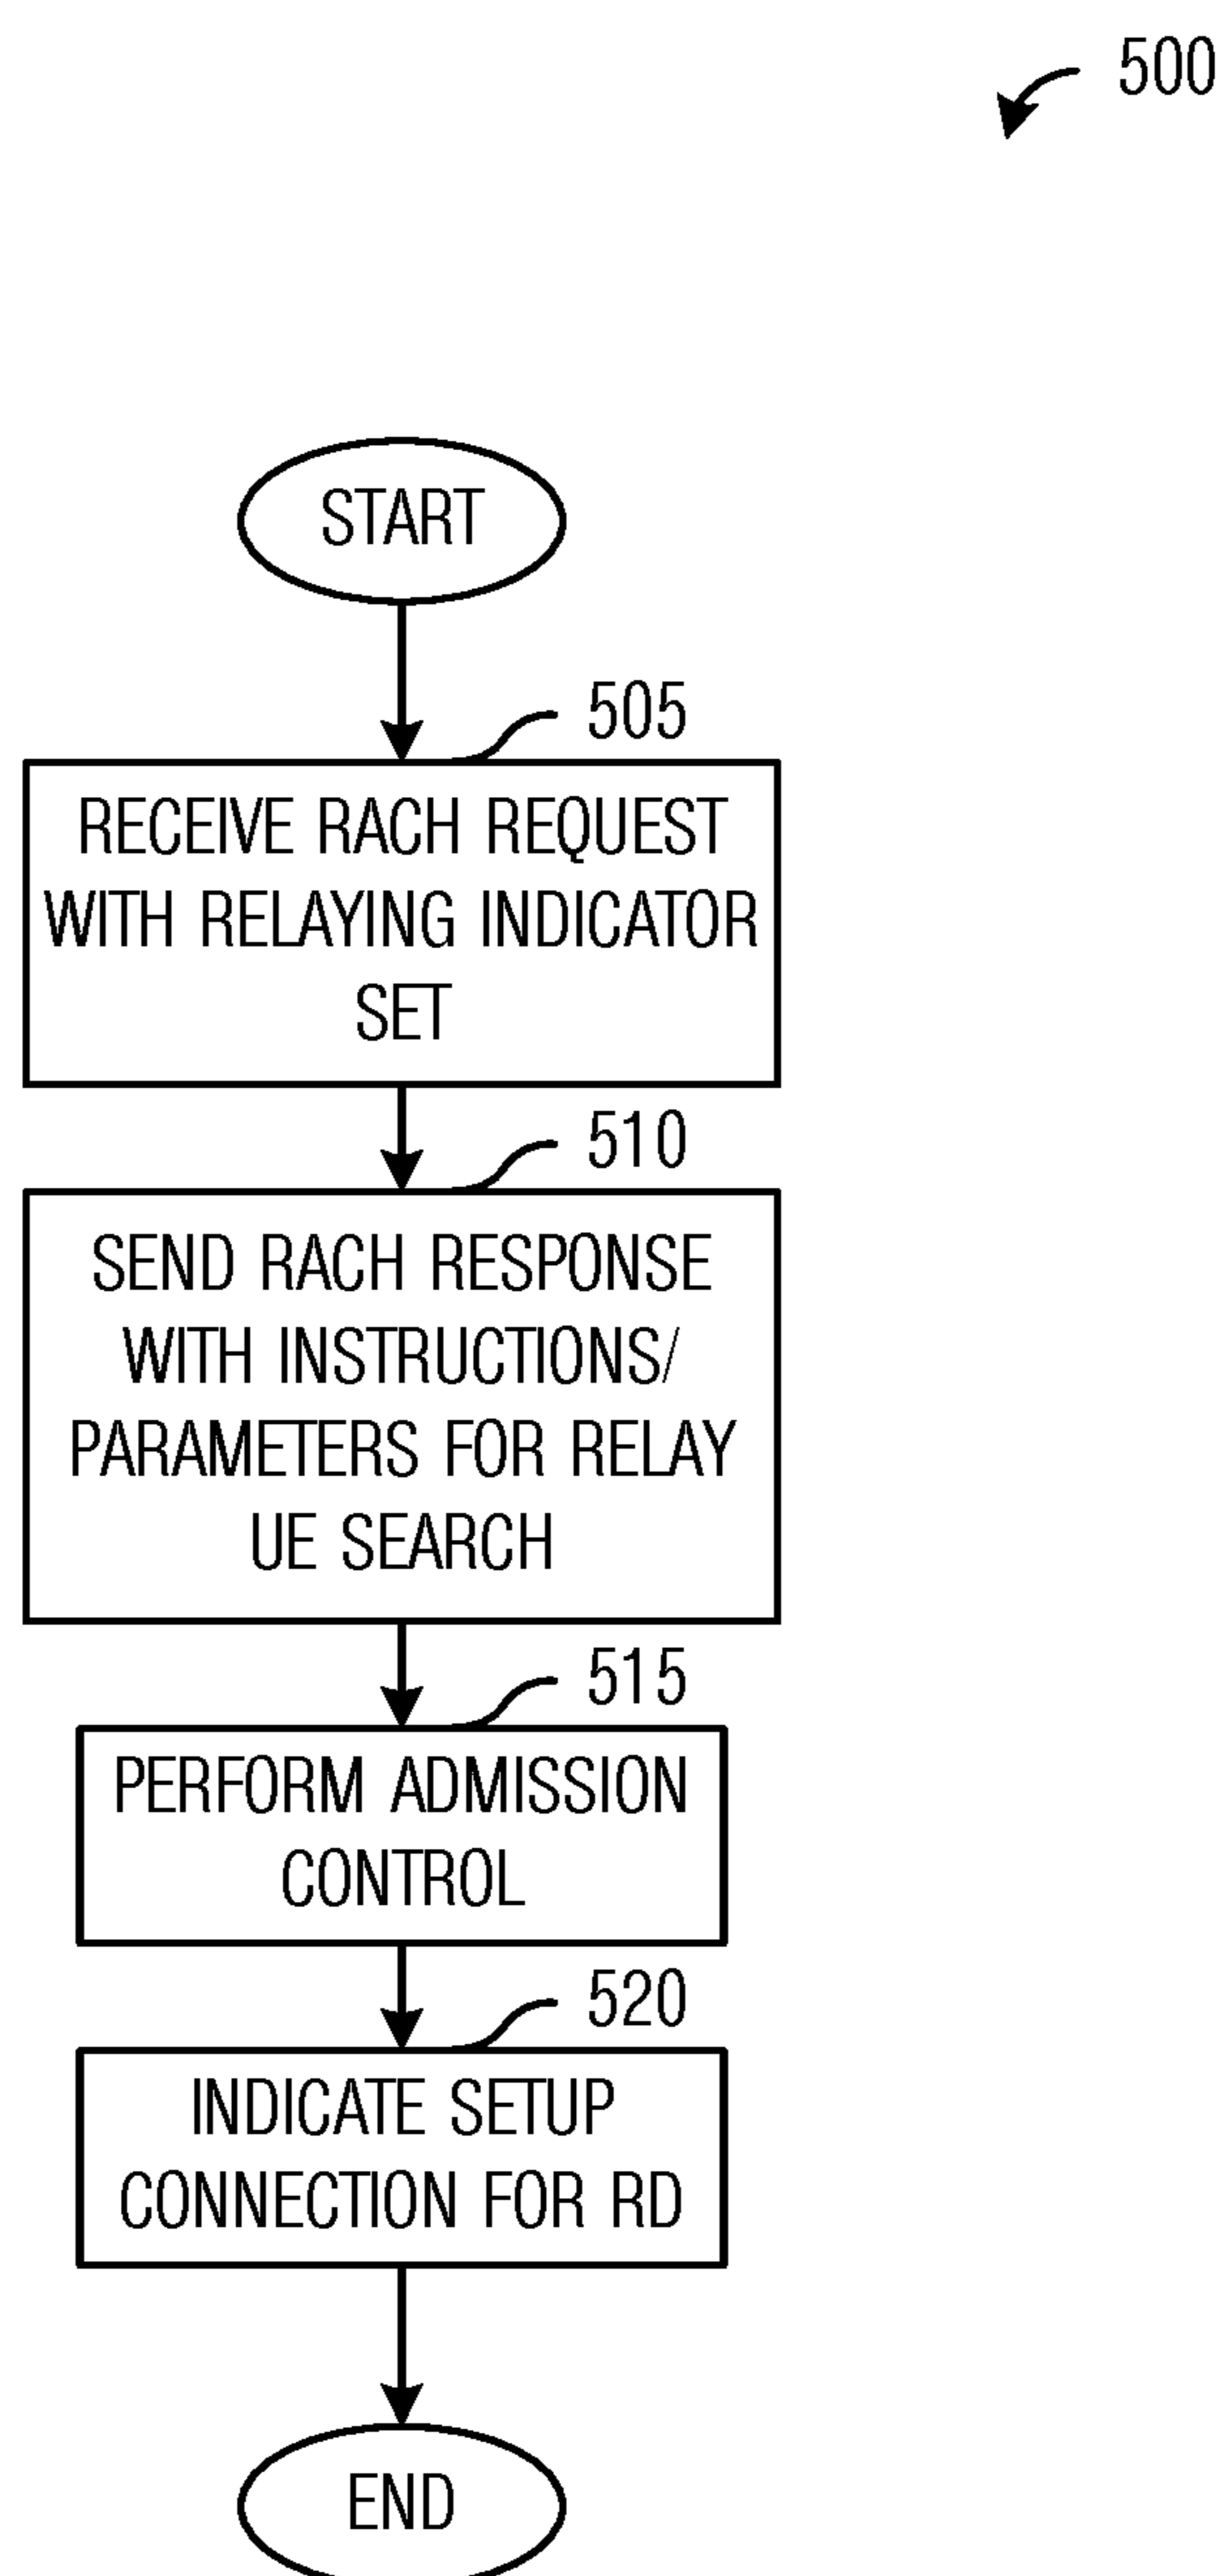 500
START
505
RECEIVE RACH REQUEST
WITH RELAYING INDICATOR
SET
510
SEND RACH RESPONSE
WITH INSTRUCTIONS/
PARAMETERS FOR RELAY
UE SEARCH
515
PERFORM ADMISSION
CONTROL
520
INDICATE SETUP
CONNECTION FOR RD
END